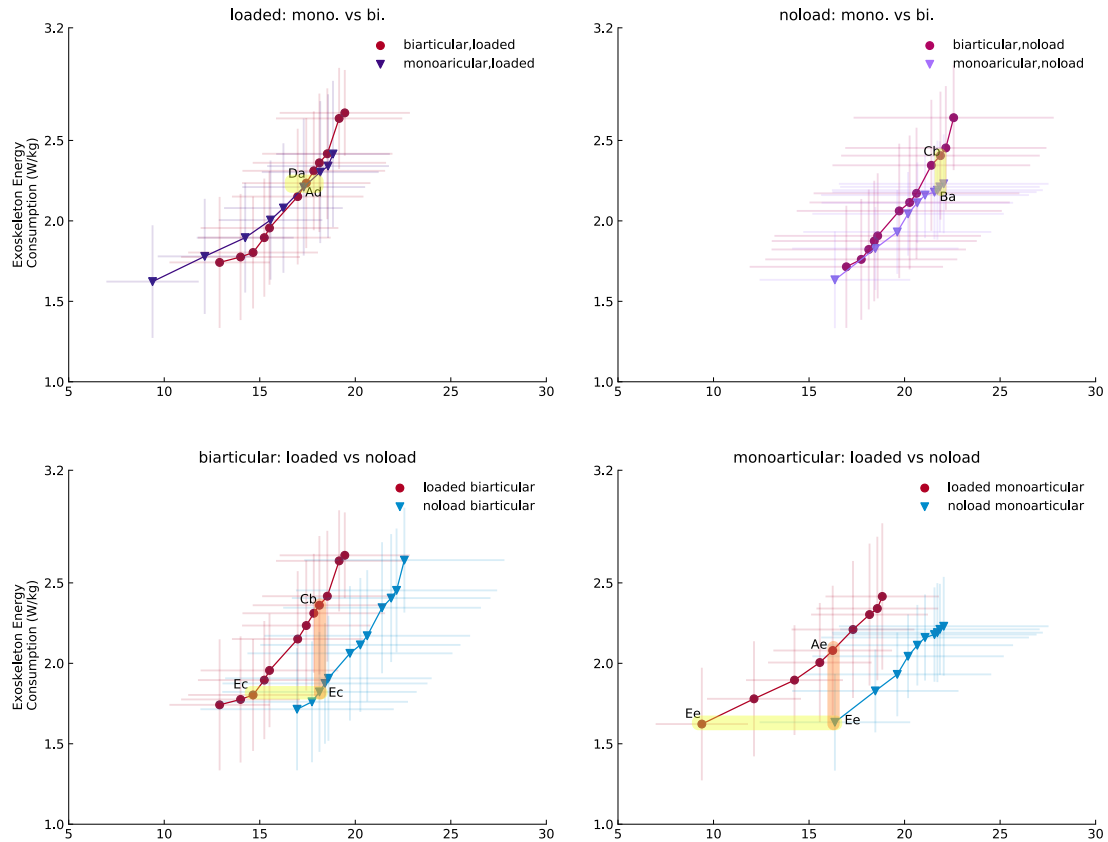 loaded: mono. vs bi.
noload: mono. vs bi.
3.2
biarticular,loaded
monoaricular,loaded
biarticular,noload
monoaricular,noload
2.5
Da
Ad
2.0
1.5
1.0
Exoskeleton Energy
Consumption (W/kg)
5
10
15
20
25
30
3.2
2.5
Cb
Ba
2.0
1.5
1.0
5
10
15
20
25
30
biarticular: loaded vs noload
monoarticular: loaded vs noload
3.2
loaded biarticular
noload biarticular
loaded monoarticular
noload monoarticular
2.5
Cb
2.0
Ec
Ec
1.5
1.0
Exoskeleton Energy
Consumption (W/kg)
5
10
15
20
25
30
3.2
2.5
Ae
2.0
Ee
Ee
1.5
1.0
5
10
15
20
25
30